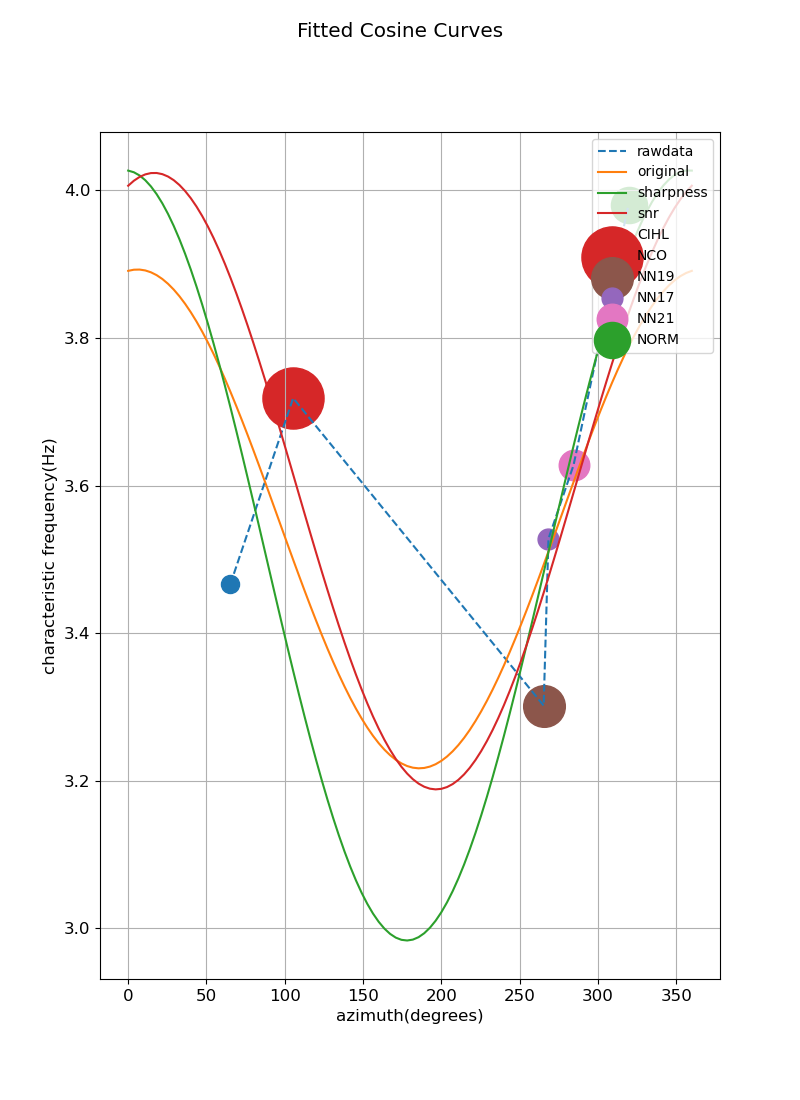 Fitted Cosine Curves
rawdata
original
sharpness
snr
CIHL
NCO
NN19
NN17
NN21
NORM
4.0
3.8
3.6
3.4
3.2
3.0
characteristic frequency(Hz)
0 50 100 150 200 250 300 350
azimuth(degrees)